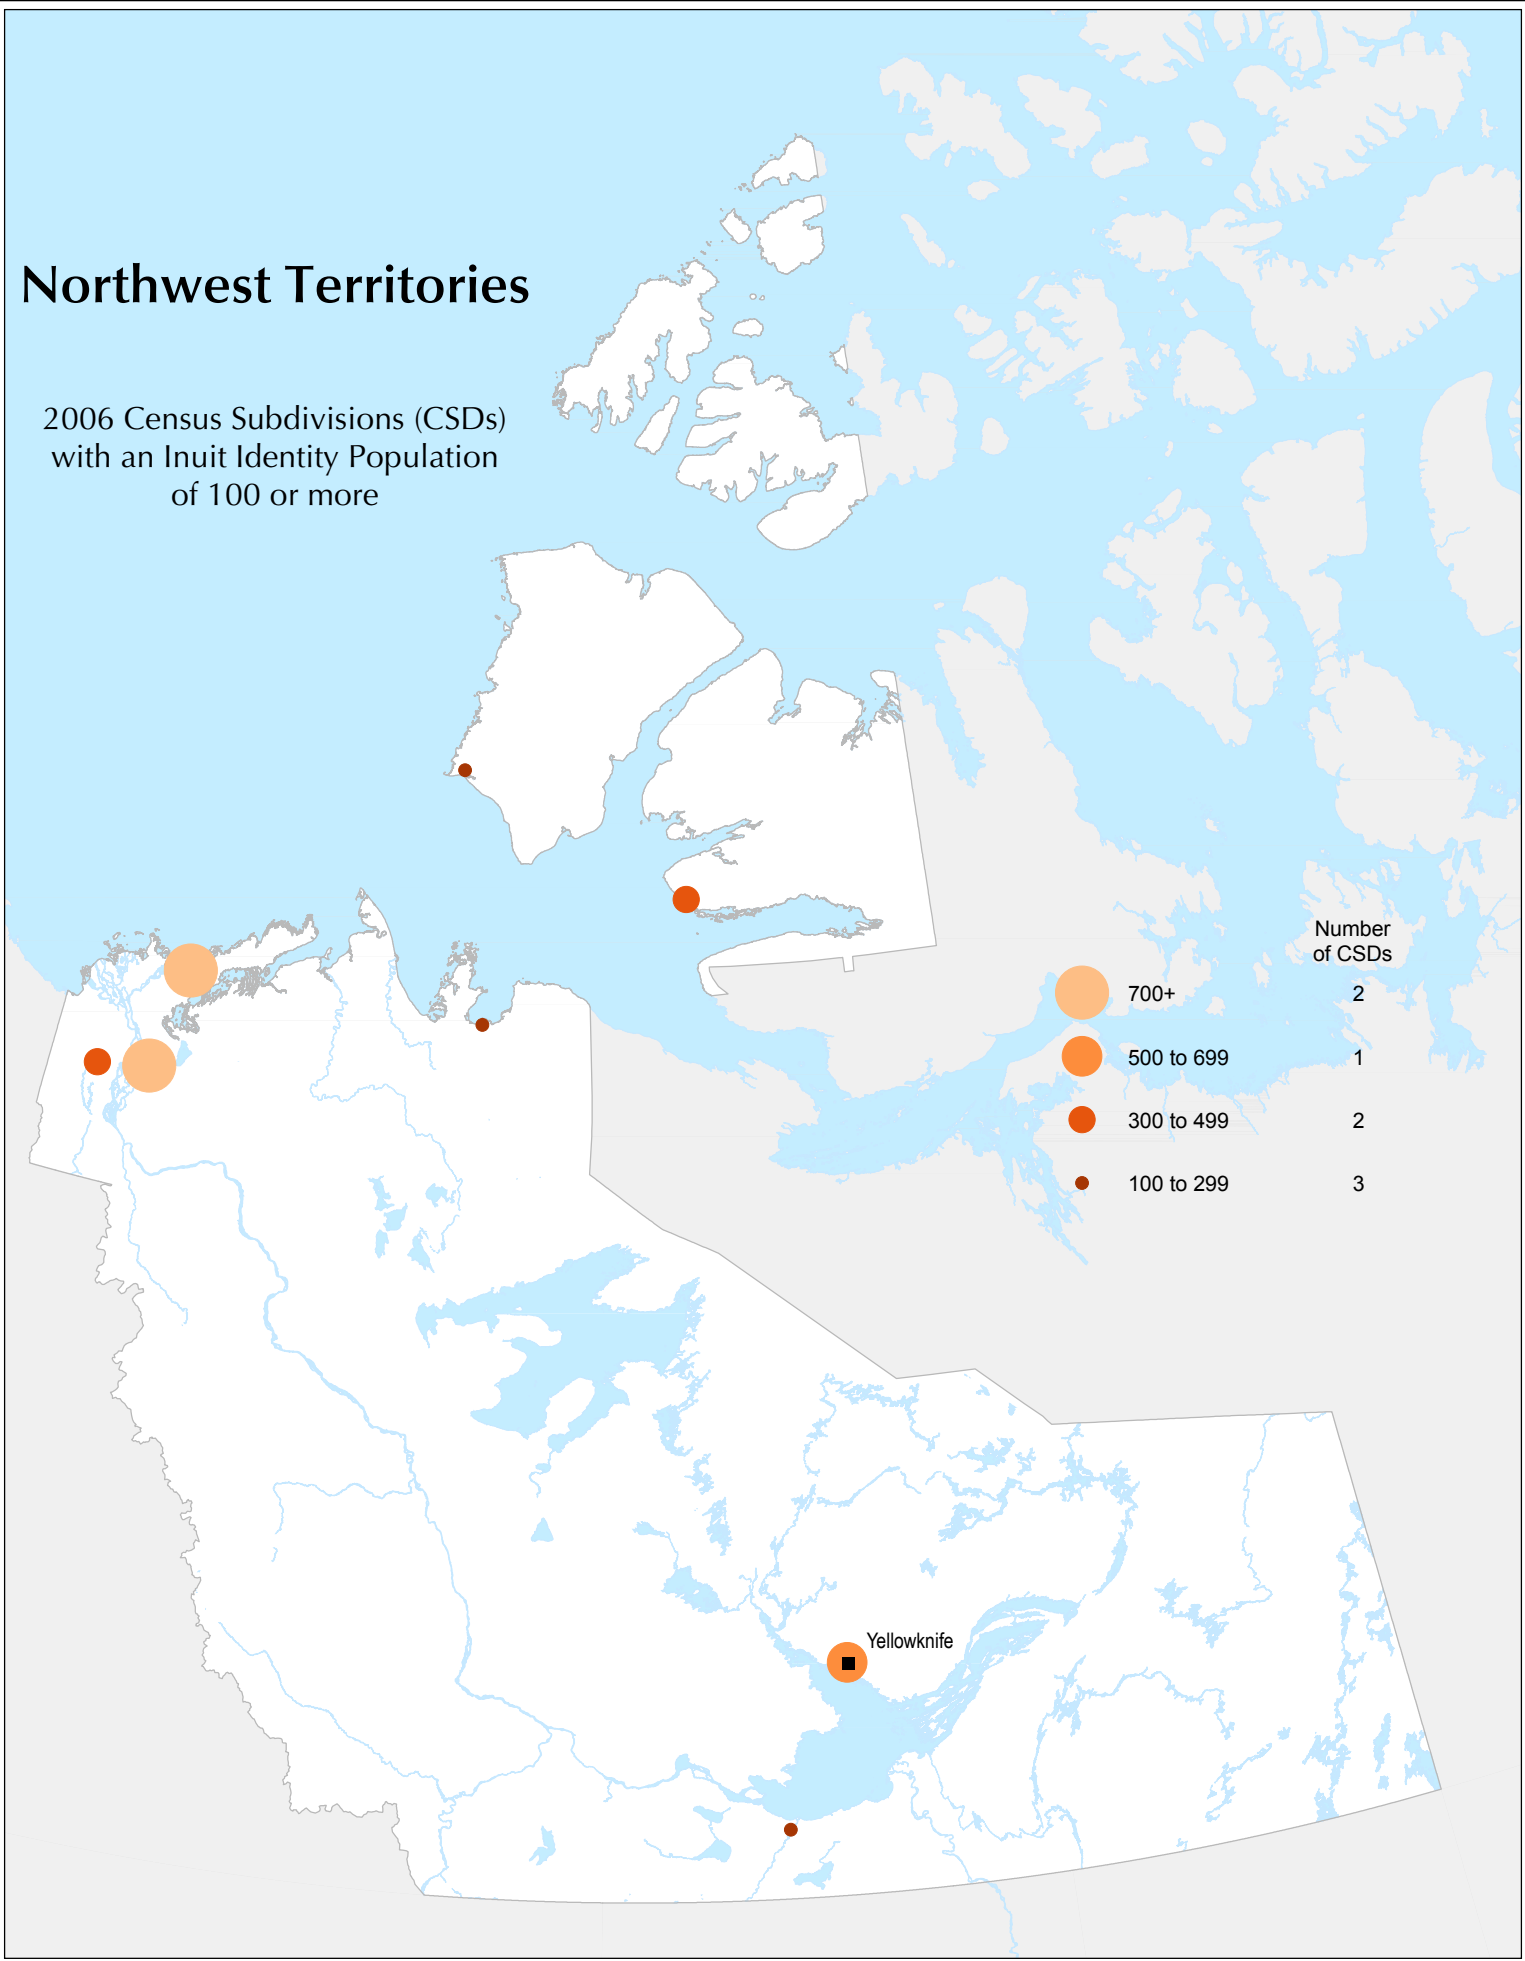 Northwest Territories
2006 Census Subdivisions (CSDs)
with an Inuit Identity Population
of 100 or more
Number
of CSDs
700+ 2
500 to 699 1
300 to 499 2
100 to 299 3
Yellowknife